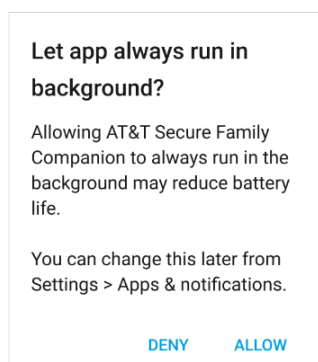 Let app always run in
background?
Allowing AT&T Secure Family
Companion to always run in the
background may reduce battery
life.
You can change this later from
Settings > Apps & notifications.
DENY ALLOW